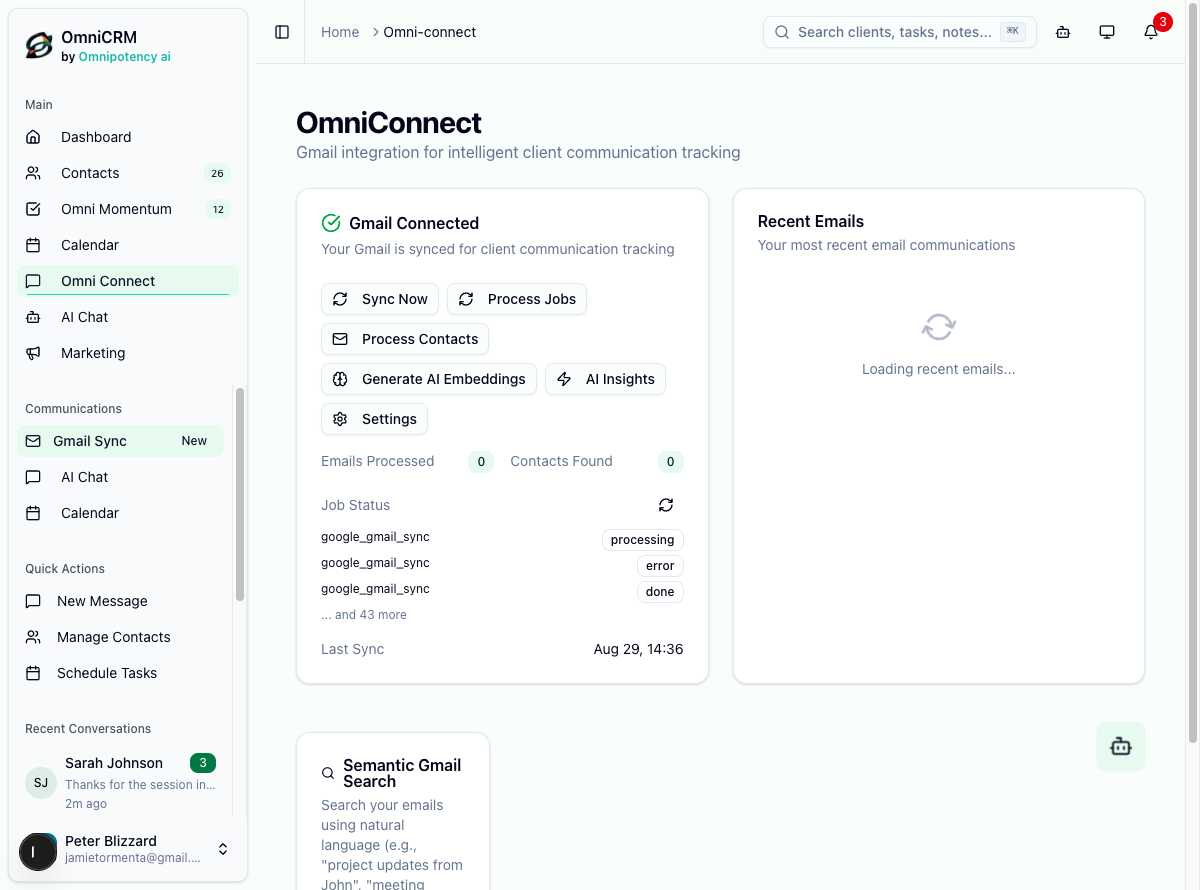 OmniCRM
by Omnipotency ai
Main
Dashboard
Contacts 26
Omni Momentum 12
Calendar
Omni Connect
AI Chat
Marketing
Communications
Gmail Sync New
AI Chat
Calendar
Quick Actions
New Message
Manage Contacts
Schedule Tasks
Recent Conversations
SJ
Sarah Johnson 3
Thanks for the session in...
2m ago
Peter Blizzard
jamietormenta@gmail....
Home > Omni-connect
Search clients, tasks, notes... ⌘K
3
OmniConnect
Gmail integration for intelligent client communication tracking
Gmail Connected
Your Gmail is synced for client communication tracking
Sync Now Process Jobs
Process Contacts
Generate AI Embeddings AI Insights
Settings
Emails Processed 0 Contacts Found 0
Job Status
google_gmail_sync processing
google_gmail_sync error
google_gmail_sync done
... and 43 more
Last Sync Aug 29, 14:36
Recent Emails
Your most recent email communications
Loading recent emails...
Semantic Gmail
Search
Search your emails
using natural
language (e.g.,
"project updates from
John", "meeting